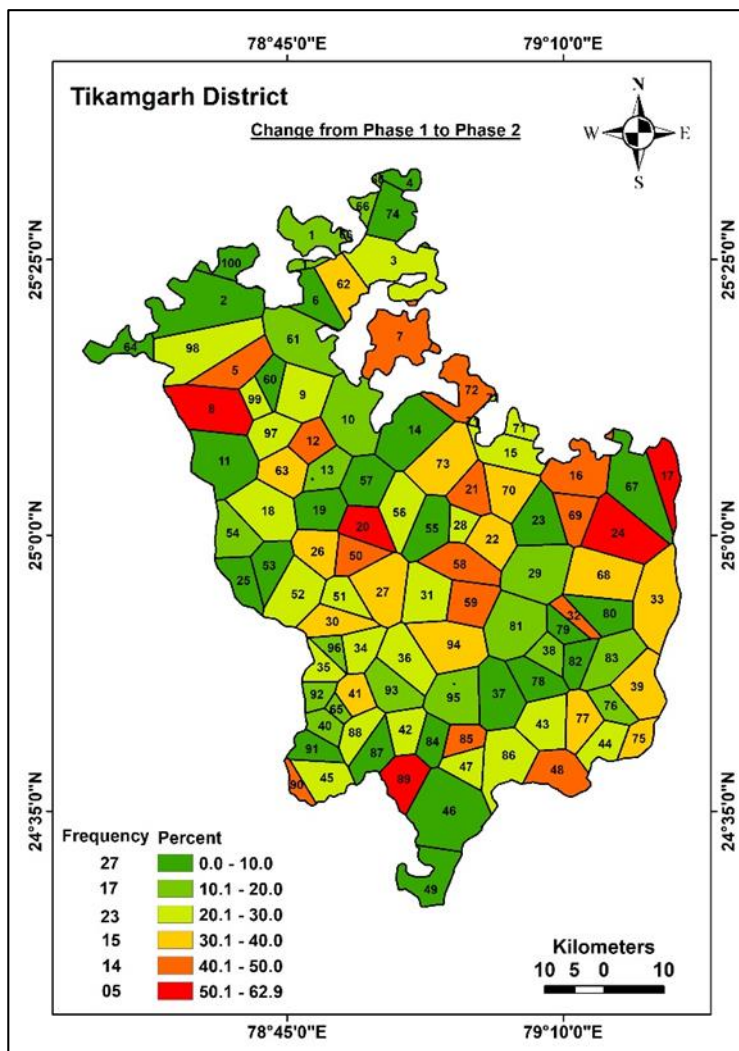 78°45'0"E 79°10'0"E
Tikamgarh District
Change from Phase 1 to Phase 2
N
W E
S
4
66 74
1
3
25°25'0"N 25°25'0"N
100
62
2 6
7
64 98 61
5 60
72
8 99 9
10
71
97 12 14
15
11 63 13 73 16
57 21 70 67 17
18 19 56
20 55 28 23 69 24
54 22
25°0'0"N 25°0'0"N
26 50 58
53 29 68
25 27
52 51 31 59 33
32 80
30 81 79
96 34 94 38
35 36 82 83
92 41 93 95 37 78 39
65 76
40 88 42 43 77
91 87 84 85 44 75
47 86
90 45 89 48
46
24°35'0"N 24°35'0"N
49
Frequency Percent
27 0.0 - 10.0
17 10.1 - 20.0
23 20.1 - 30.0
15 30.1 - 40.0
14 40.1 - 50.0
05 50.1 - 62.9
Kilometers
10 5 0 10
78°45'0"E 79°10'0"E